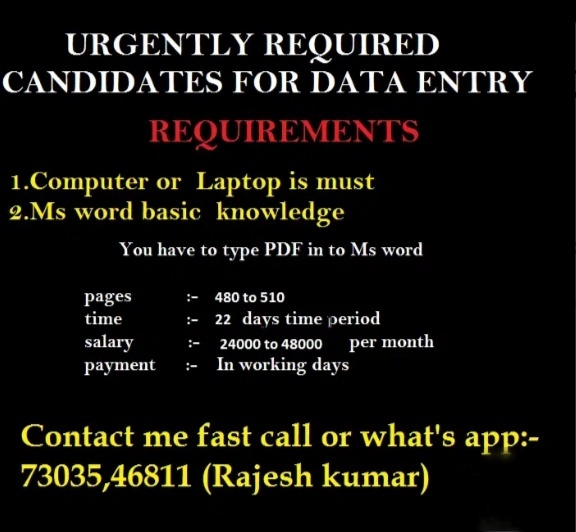 URGENTLY REQUIRED
CANDIDATES FOR DATA ENTRY
REQUIREMENTS
1.Computer or Laptop is must
2.Ms word basic knowledge
You have to type PDF in to Ms word
pages :- 480 to 510
time :- 22 days time period
salary :- 24000 to 48000 per month
payment :- In working days
Contact me fast call or what's app:-
73035,46811 (Rajesh kumar)